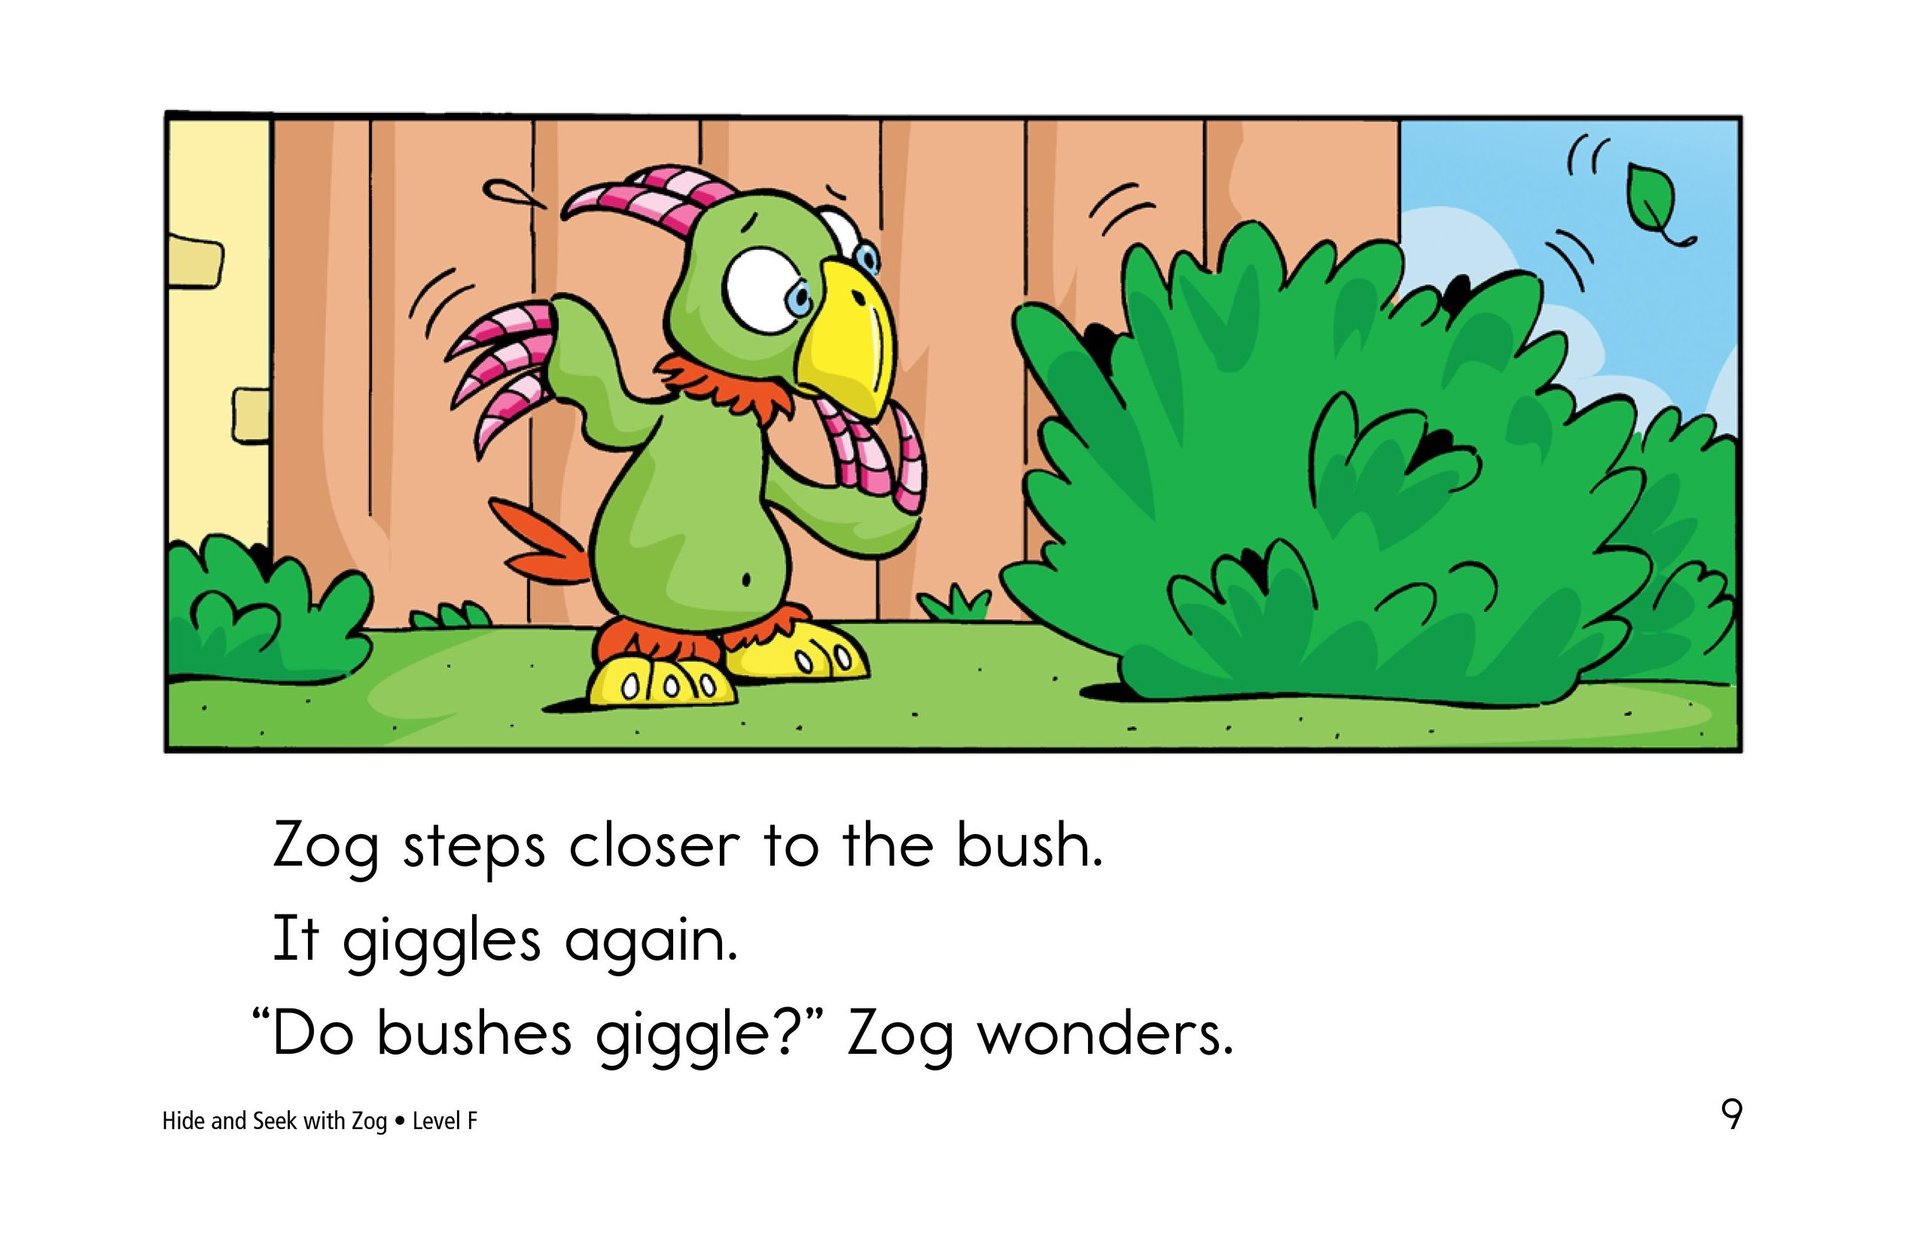 Zog steps closer to the bush.
It giggles again.
“Do bushes giggle?” Zog wonders.
Hide and Seek with Zog • Level F
9